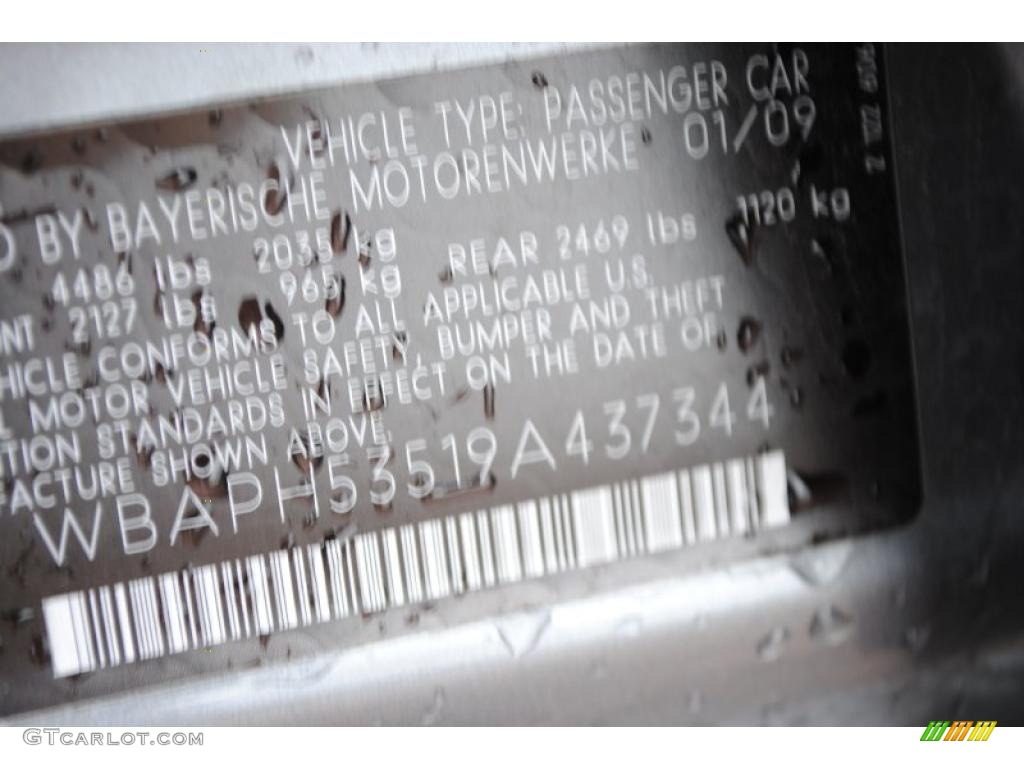 VEHICLE TYPE: PASSENGER CAR
D BY BAYERISCHE MOTORENWERKE 01/09
4486 lbs 2035 kg
NT 2127 lbs 965 kg REAR 2469 lbs 1120 kg
HICLE CONFORMS TO ALL APPLICABLE U.S.
L MOTOR VEHICLE SAFETY, BUMPER AND THEFT
TION STANDARDS IN EFFECT ON THE DATE OF
FACTURE SHOWN ABOVE.
WBAPH53519A437344
GTCARLOT.COM